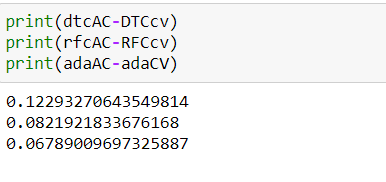 print(dtcAC-DTCcv)
print(rfcAC-RFCcv)
print(adaAC-adaCV)
0.12293270643549814
0.0821921833676168
0.06789009697325887